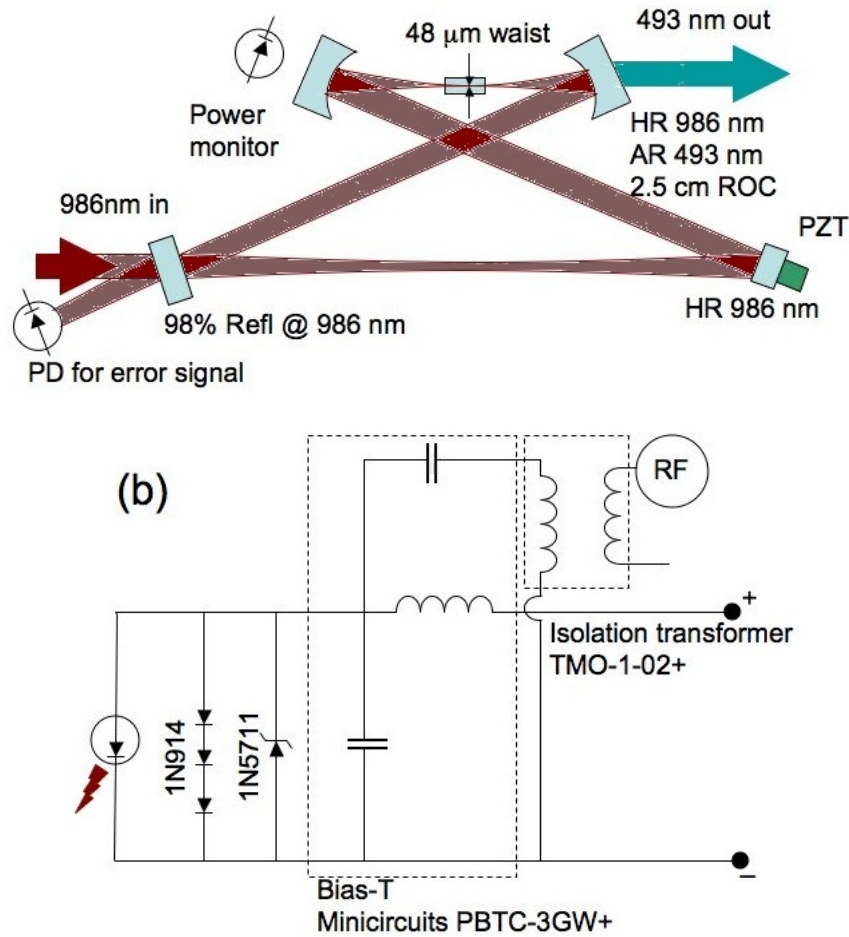 48 μm waist
493 nm out
Power
monitor
HR 986 nm
AR 493 nm
2.5 cm ROC
986nm in
PZT
98% Refl @ 986 nm
HR 986 nm
PD for error signal
(b)
RF
+
Isolation transformer
TMO-1-02+
1N914
1N5711
–
Bias-T
Minicircuits PBTC-3GW+